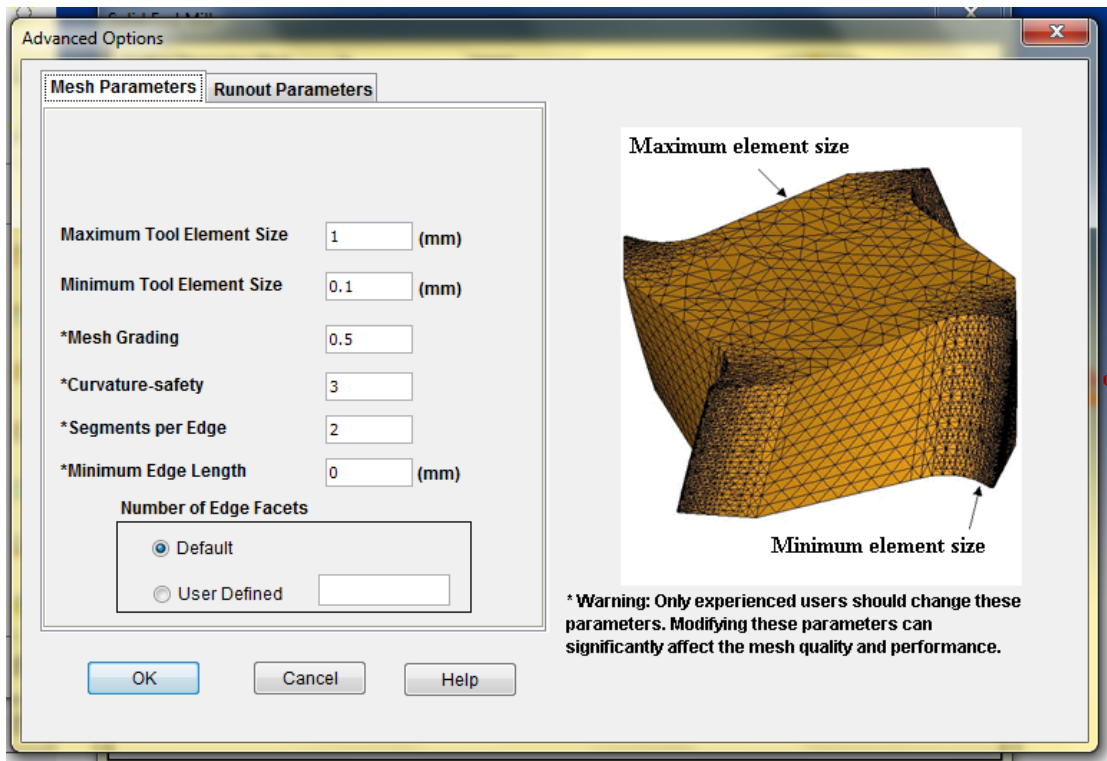 Advanced Options
Mesh Parameters Runout Parameters
Maximum element size
Maximum Tool Element Size 1 (mm)
Minimum Tool Element Size 0.1 (mm)
*Mesh Grading 0.5
*Curvature-safety 3
*Segments per Edge 2
*Minimum Edge Length 0 (mm)
Number of Edge Facets
Default
User Defined
Minimum element size
* Warning: Only experienced users should change these
parameters. Modifying these parameters can
significantly affect the mesh quality and performance.
OK Cancel Help